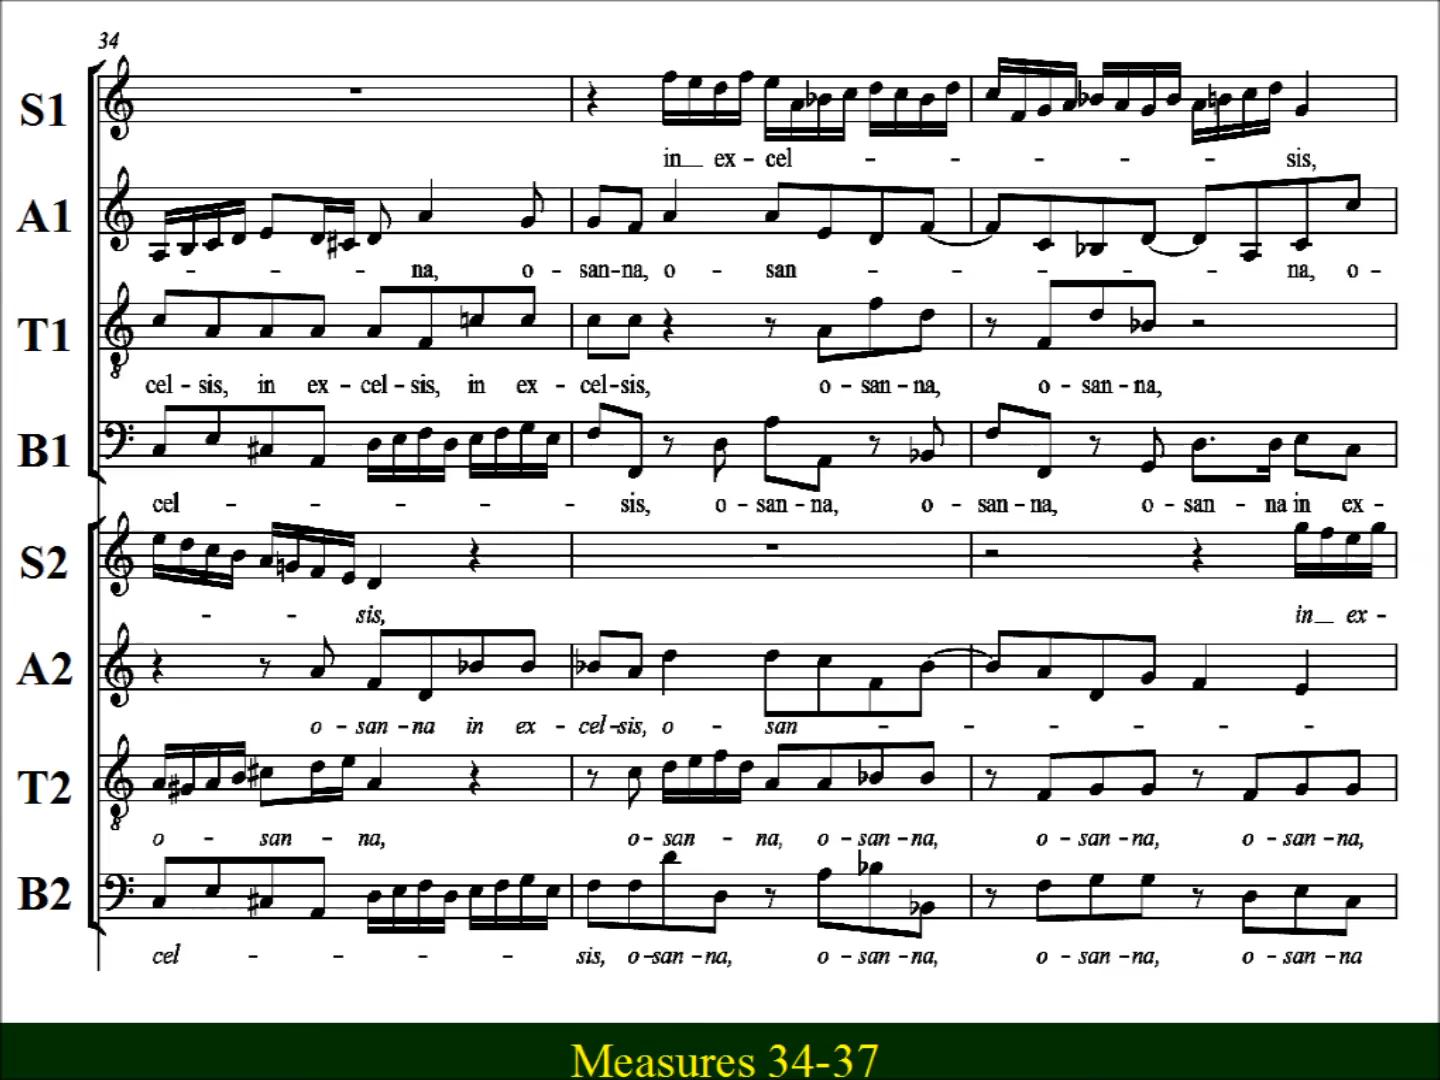 34
S1
in__ ex - cel - - - - - sis,
A1
- - - na, o - san-na, o - san - - - - - na, o -
T1
cel - sis, in ex - cel - sis, in ex - cel-sis, o - san - na, o - san - na,
B1
cel - - - - - sis, o - san - na, o - san - na, o - san - na in ex -
S2
- - sis, in__ ex -
A2
o - san - na in ex - cel -sis, o - san - - - - - -
T2
o - san - na, o - san - na, o - san - na, o - san - na, o - san - na,
B2
cel - - - - - sis, o -san - na, o - san - na, o - san - na, o - san - na
Measures 34-37